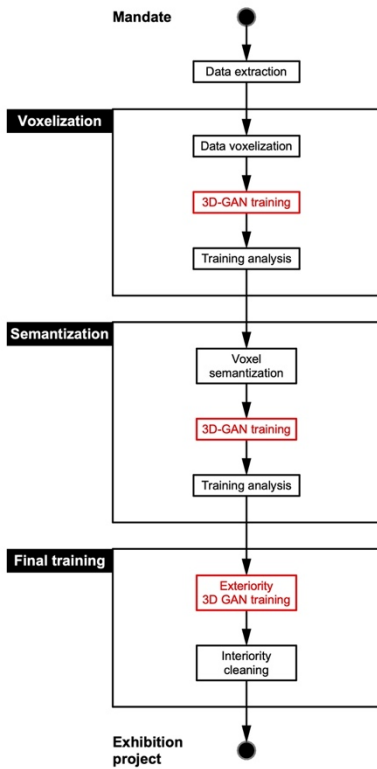 Mandate
Data extraction
Voxelization
Data voxelization
3D-GAN training
Training analysis
Semantization
Voxel
semantization
3D-GAN training
Training analysis
Final training
Exteriority
3D GAN training
Interiority
cleaning
Exhibition
project